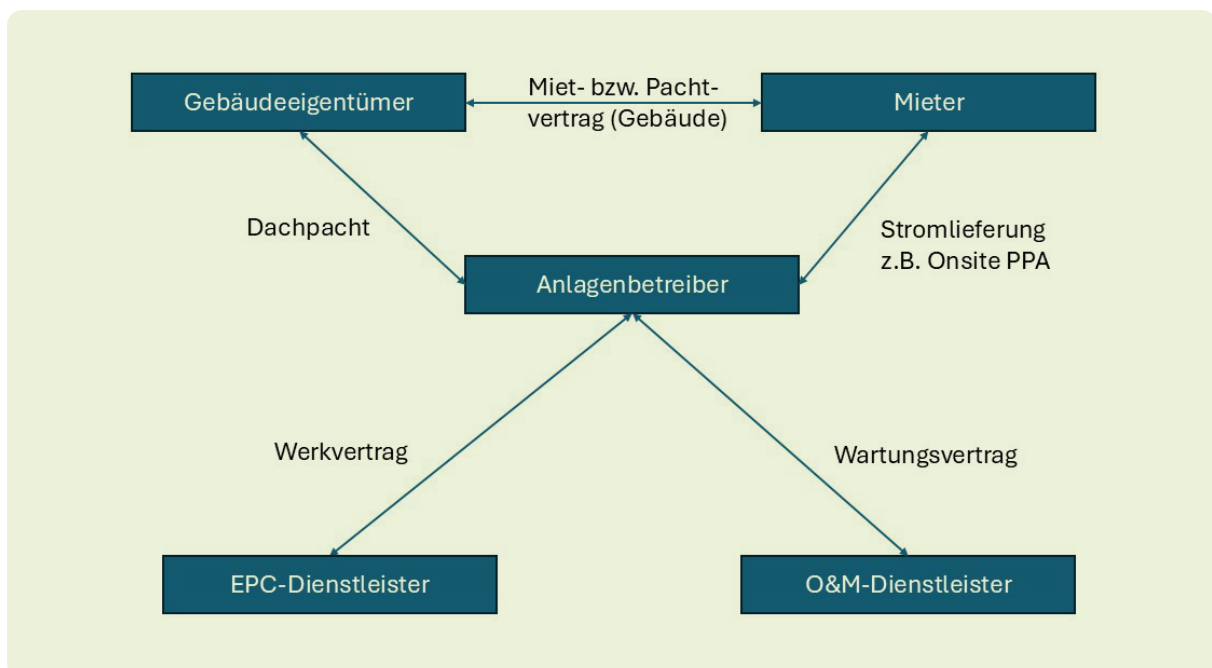 Gebäudeeigentümer
Miet- bzw. Pacht-
vertrag (Gebäude)
Mieter
Dachpacht
Stromlieferung
z.B. Onsite PPA
Anlagenbetreiber
Werkvertrag
Wartungsvertrag
EPC-Dienstleister
O&M-Dienstleister